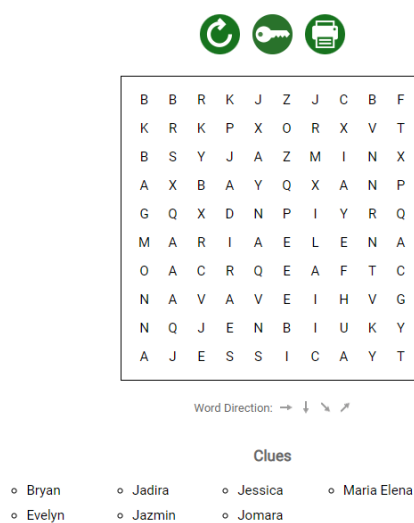 B B R K J Z J C B F
K R K P X O R X V T
B S Y J A Z M I N X
A X B A Y Q X A N P
G Q X D N P I Y R Q
M A R I A E L E N A
O A C R Q E A F T C
N A V A V E I H V G
N Q J E N B I U K Y
A J E S S I C A Y T
Word Direction:
Clues
Bryan Jadira Jessica Maria Elena
Evelyn Jazmin Jomara